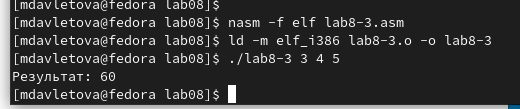 [mdavletova@fedora lab08]$
[mdavletova@fedora lab08]$ nasm -f elf lab8-3.asm
[mdavletova@fedora lab08]$ ld -m elf_i386 lab8-3.o -o lab8-3
[mdavletova@fedora lab08]$ ./lab8-3 3 4 5
Результат: 60
[mdavletova@fedora lab08]$